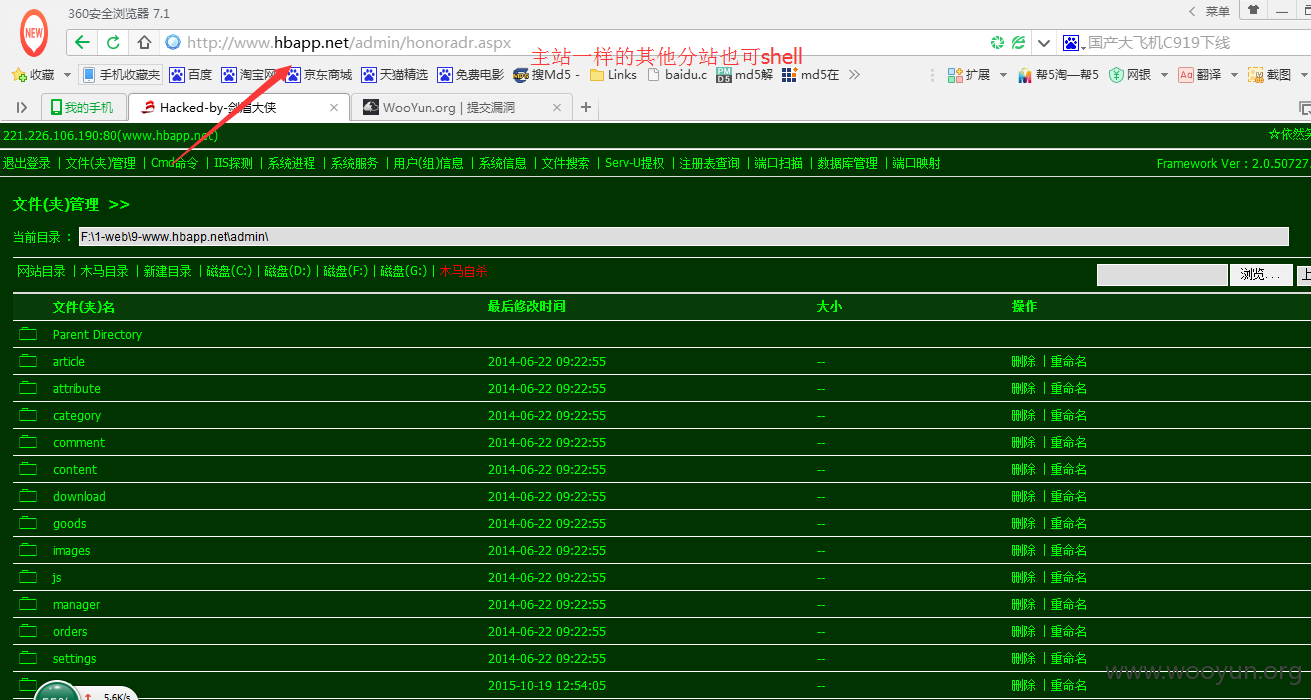 360安全浏览器 7.1
菜单
NEW
http://www.hbapp.net/admin/honoradr.aspx
国产大飞机C919下线
主站一样的其他分站也可shell
收藏 手机收藏夹 百度 淘宝网 京东商城 天猫精选 免费电影 搜Md5 - Links baidu.c md5解 md5在 扩展 帮5淘—帮5 网银 翻译 截图
我的手机 Hacked-by-剑眉大侠 WooYun.org | 提交漏洞
221.226.106.190:80(www.hbapp.net)
☆依然
退出登录 | 文件(夹)管理 | Cmd命令 | IIS探测 | 系统进程 | 系统服务 | 用户(组)信息 | 系统信息 | 文件搜索 | Serv-U提权 | 注册表查询 | 端口扫描 | 数据库管理 | 端口映射
Framework Ver : 2.0.50727.
文件(夹)管理 >>
当前目录 : F:\1-web\9-www.hbapp.net\admin\
网站目录 | 木马目录 | 新建目录 | 磁盘(C:) | 磁盘(D:) | 磁盘(F:) | 磁盘(G:) | 木马自杀
浏览... 上
文件(夹)名 最后修改时间 大小 操作
Parent Directory
article 2014-06-22 09:22:55 -- 删除 | 重命名
attribute 2014-06-22 09:22:55 -- 删除 | 重命名
category 2014-06-22 09:22:55 -- 删除 | 重命名
comment 2014-06-22 09:22:55 -- 删除 | 重命名
content 2014-06-22 09:22:55 -- 删除 | 重命名
download 2014-06-22 09:22:55 -- 删除 | 重命名
goods 2014-06-22 09:22:55 -- 删除 | 重命名
images 2014-06-22 09:22:55 -- 删除 | 重命名
js 2014-06-22 09:22:55 -- 删除 | 重命名
manager 2014-06-22 09:22:55 -- 删除 | 重命名
orders 2014-06-22 09:22:55 -- 删除 | 重命名
settings 2014-06-22 09:22:55 -- 删除 | 重命名
2015-10-19 12:54:05 -- 删除 | 重命名
5.6K/s
www.wooyun.org